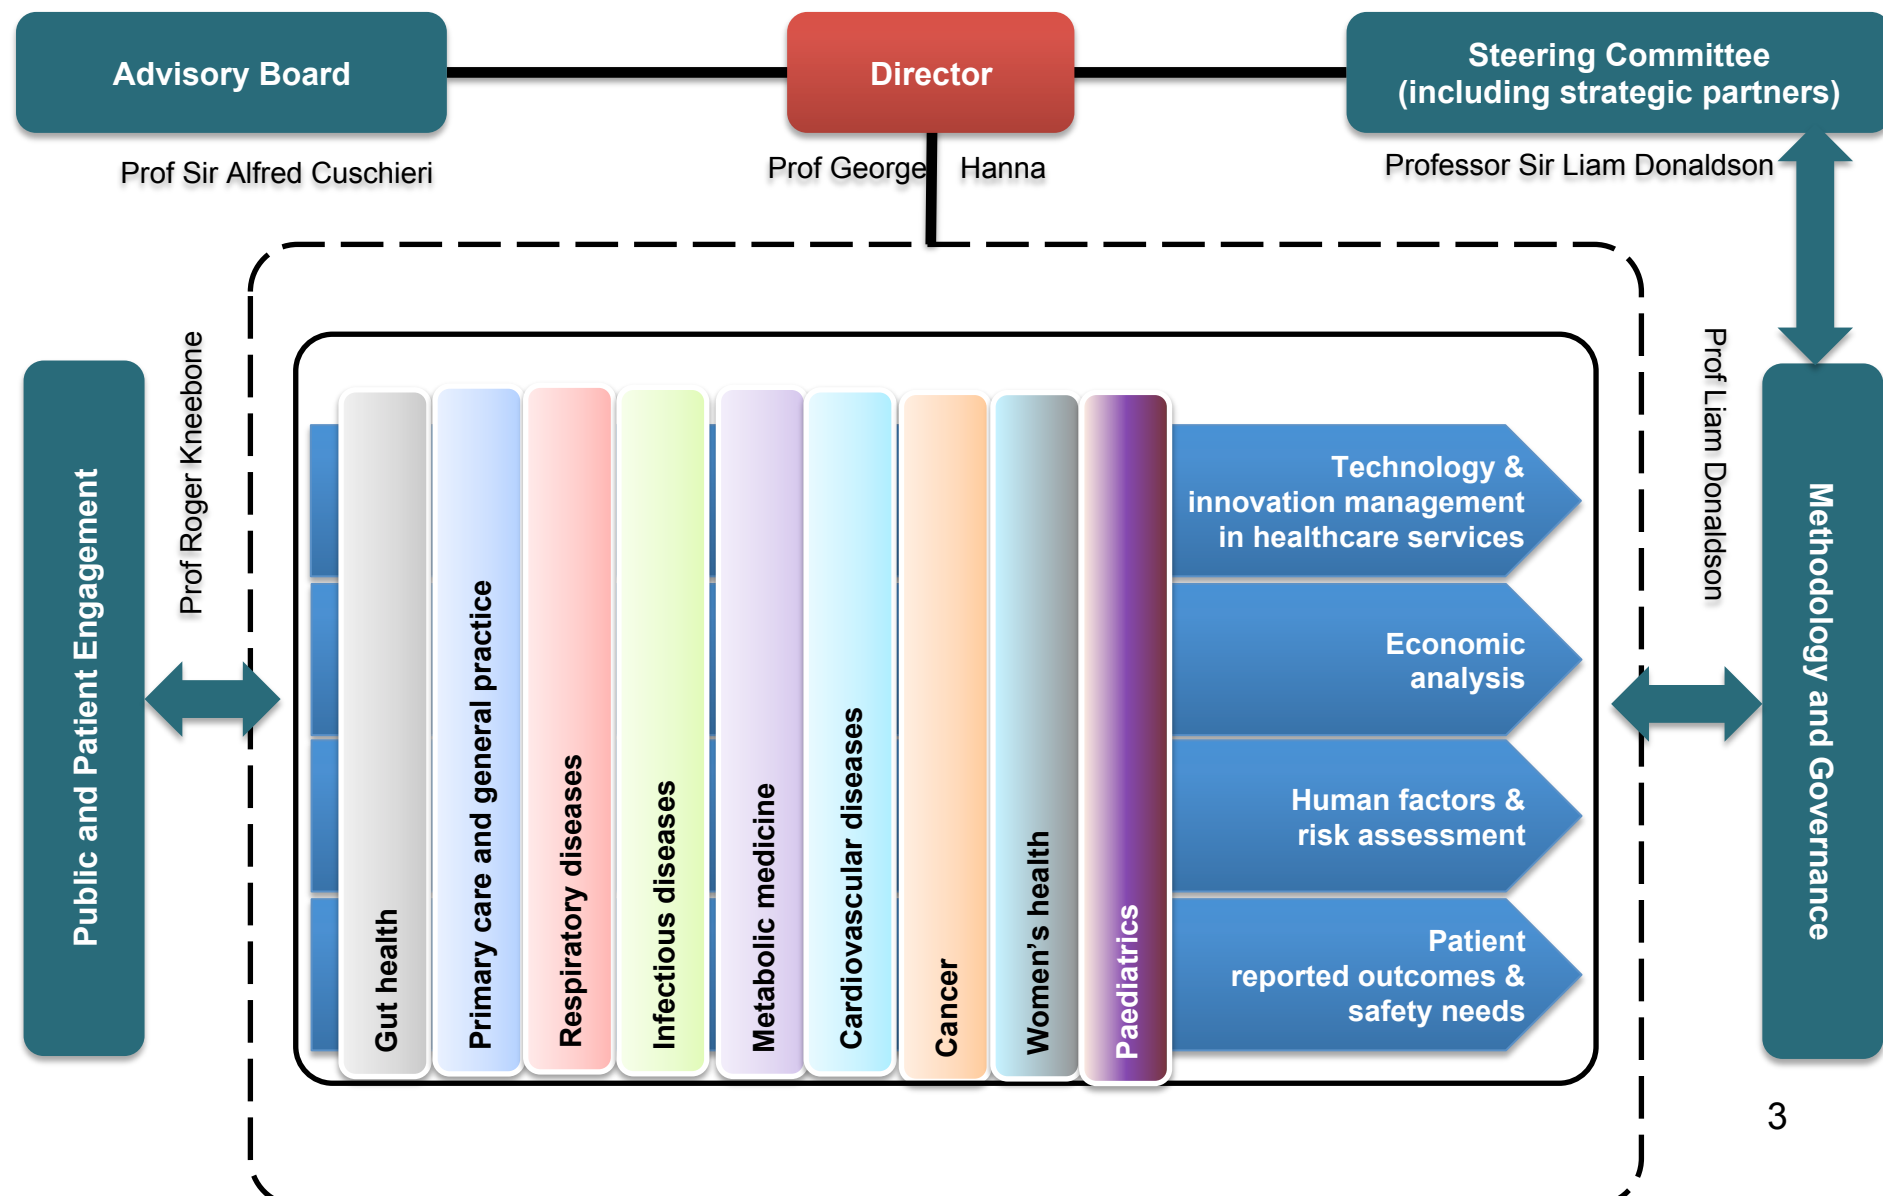 Advisory Board
Director
Steering Committee
(including strategic partners)
Prof Sir Alfred Cuschieri
Prof George Hanna
Professor Sir Liam Donaldson
Public and Patient Engagement
Prof Roger Kneebone
Gut health
Primary care and general practice
Respiratory diseases
Infectious diseases
Metabolic medicine
Cardiovascular diseases
Cancer
Women's health
Paediatrics
Technology &
innovation management
in healthcare services
Economic
analysis
Human factors &
risk assessment
Patient
reported outcomes &
safety needs
Prof Liam Donaldson
Methodology and Governance
3